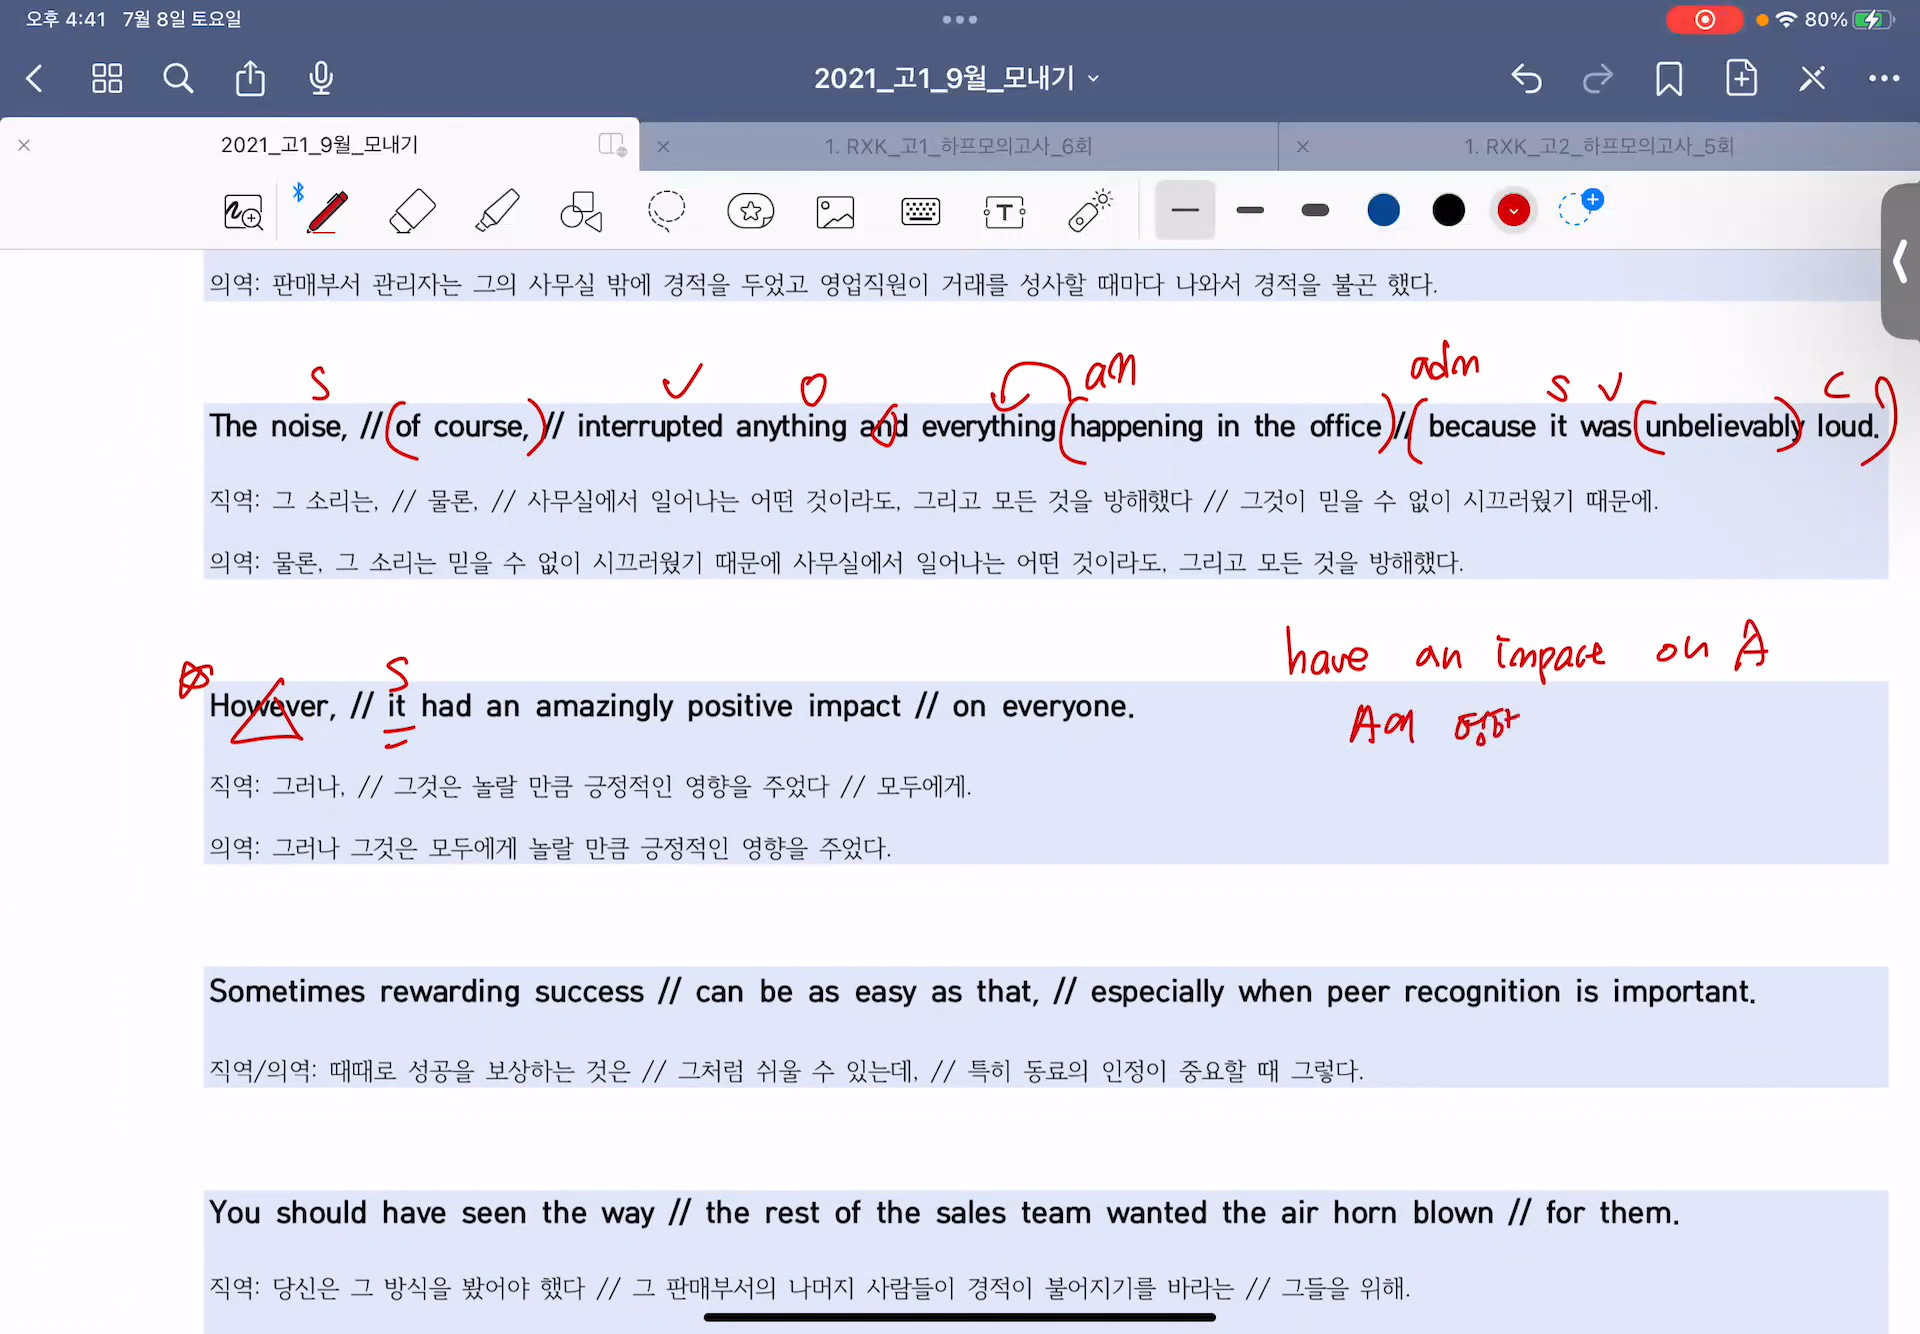 오후 4:41 7월 8일 토요일
80%
2021_고1_9월_모내기
2021_고1_9월_모내기
1. RXK_고1_하프모의고사_6회
1. RXK_고2_하프모의고사_5회
의역: 판매부서 관리자는 그의 사무실 밖에 경적을 두었고 영업직원이 거래를 성사할 때마다 나와서 경적을 불곤 했다.
S V O an adm S V C
The noise, // (of course,) // interrupted anything and everything (happening in the office) // (because it was (unbelievably) loud.)
직역: 그 소리는, // 물론, // 사무실에서 일어나는 어떤 것이라도, 그리고 모든 것을 방해했다 // 그것이 믿을 수 없이 시끄러웠기 때문에.
의역: 물론, 그 소리는 믿을 수 없이 시끄러웠기 때문에 사무실에서 일어나는 어떤 것이라도, 그리고 모든 것을 방해했다.
have an impact on A
S
However, // it had an amazingly positive impact // on everyone.
A에 영향
직역: 그러나, // 그것은 놀랄 만큼 긍정적인 영향을 주었다 // 모두에게.
의역: 그러나 그것은 모두에게 놀랄 만큼 긍정적인 영향을 주었다.
Sometimes rewarding success // can be as easy as that, // especially when peer recognition is important.
직역/의역: 때때로 성공을 보상하는 것은 // 그처럼 쉬울 수 있는데, // 특히 동료의 인정이 중요할 때 그렇다.
You should have seen the way // the rest of the sales team wanted the air horn blown // for them.
직역: 당신은 그 방식을 봤어야 했다 // 그 판매부서의 나머지 사람들이 경적이 불어지기를 바라는 // 그들을 위해.